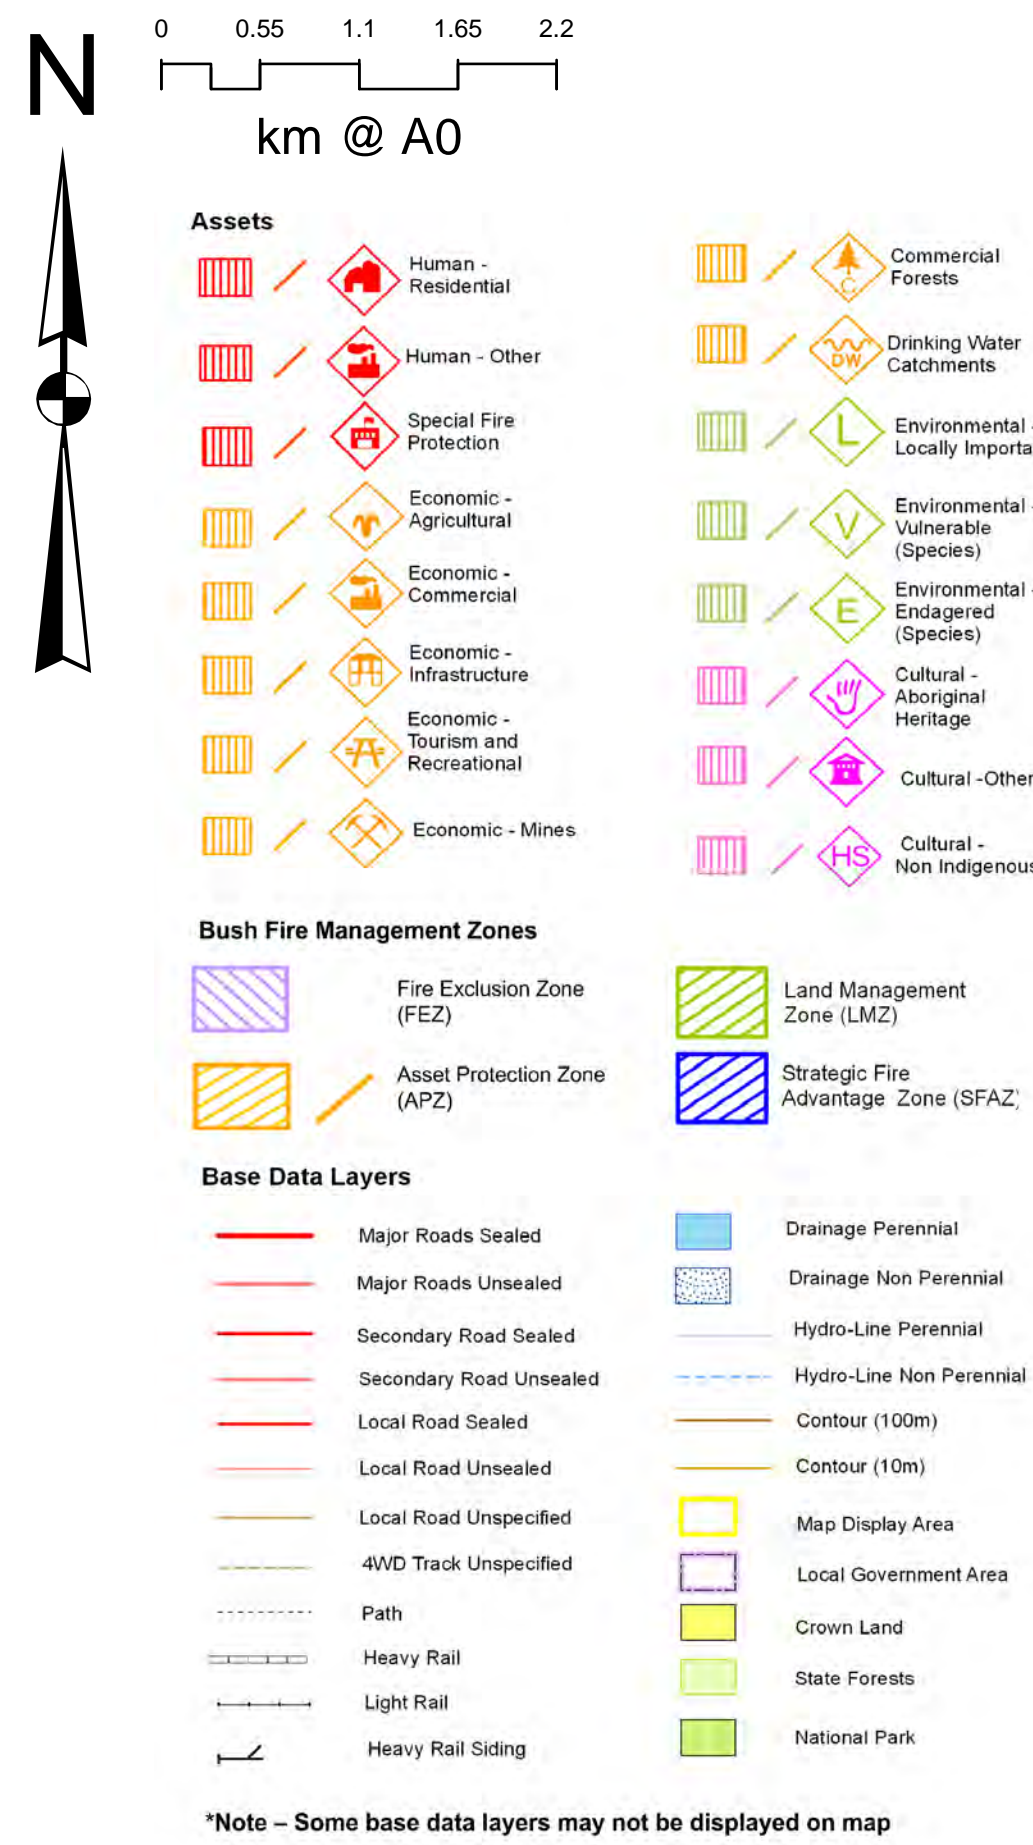 N
0 0.55 1.1 1.65 2.2
km @ A0
Assets
Human -
Residential
Human - Other
Special Fire
Protection
Economic -
Agricultural
Economic -
Commercial
Economic -
Infrastructure
Economic -
Tourism and
Recreational
Economic - Mines
C
Commercial
Forests
DW
Drinking Water
Catchments
L
Environmental -
Locally Importa
V
Environmental -
Vulnerable
(Species)
E
Environmental -
Endagered
(Species)
Cultural -
Aboriginal
Heritage
Cultural -Other
HS
Cultural -
Non Indigenous
Bush Fire Management Zones
Fire Exclusion Zone
(FEZ)
Asset Protection Zone
(APZ)
Land Management
Zone (LMZ)
Strategic Fire
Advantage Zone (SFAZ)
Base Data Layers
Major Roads Sealed
Major Roads Unsealed
Secondary Road Sealed
Secondary Road Unsealed
Local Road Sealed
Local Road Unsealed
Local Road Unspecified
4WD Track Unspecified
Path
Heavy Rail
Light Rail
Heavy Rail Siding
Drainage Perennial
Drainage Non Perennial
Hydro-Line Perennial
Hydro-Line Non Perennial
Contour (100m)
Contour (10m)
Map Display Area
Local Government Area
Crown Land
State Forests
National Park
*Note – Some base data layers may not be displayed on map